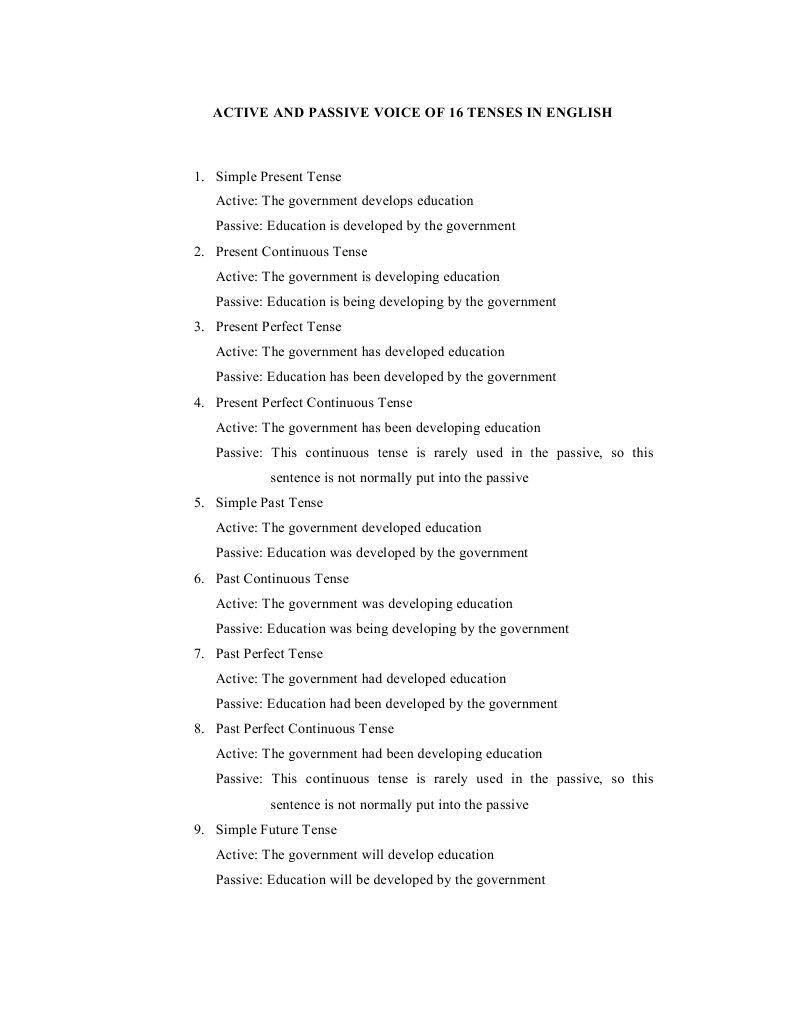 ACTIVE AND PASSIVE VOICE OF 16 TENSES IN ENGLISH
1. Simple Present Tense
Active: The government develops education
Passive: Education is developed by the government
2. Present Continuous Tense
Active: The government is developing education
Passive: Education is being developing by the government
3. Present Perfect Tense
Active: The government has developed education
Passive: Education has been developed by the government
4. Present Perfect Continuous Tense
Active: The government has been developing education
Passive: This continuous tense is rarely used in the passive, so this
sentence is not normally put into the passive
5. Simple Past Tense
Active: The government developed education
Passive: Education was developed by the government
6. Past Continuous Tense
Active: The government was developing education
Passive: Education was being developing by the government
7. Past Perfect Tense
Active: The government had developed education
Passive: Education had been developed by the government
8. Past Perfect Continuous Tense
Active: The government had been developing education
Passive: This continuous tense is rarely used in the passive, so this
sentence is not normally put into the passive
9. Simple Future Tense
Active: The government will develop education
Passive: Education will be developed by the government